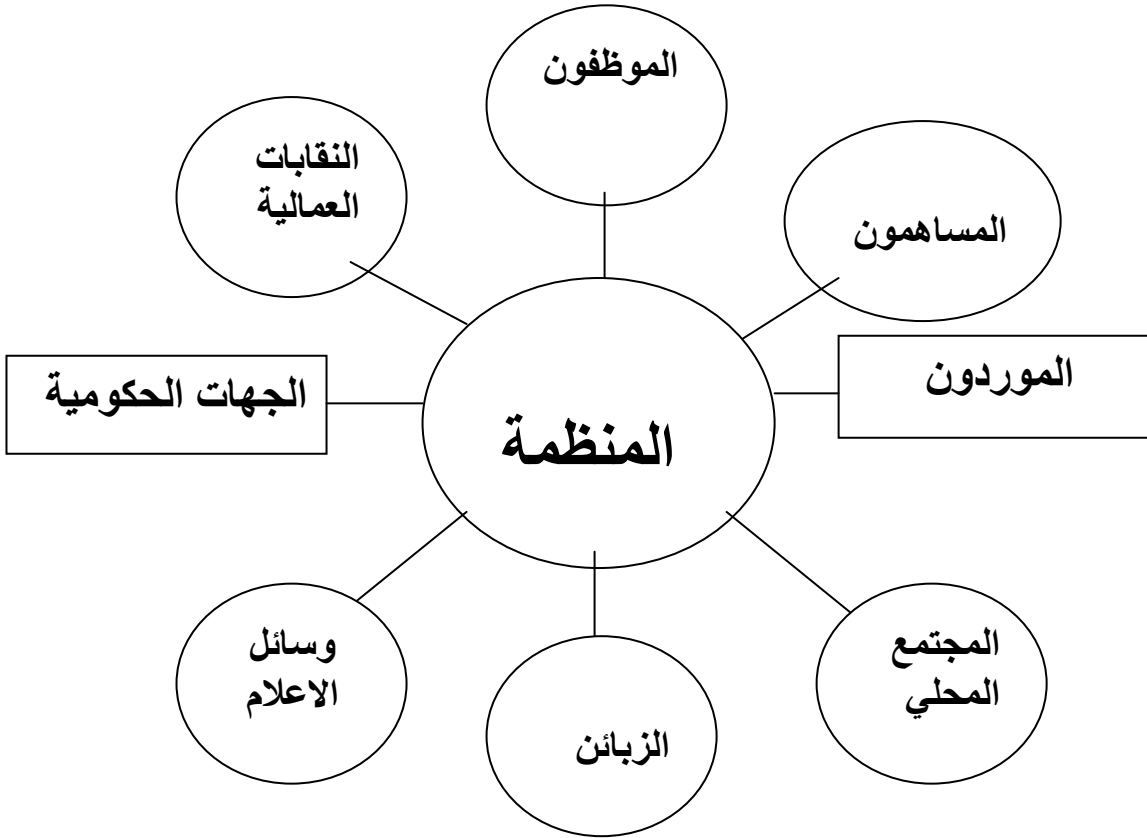 الموظفون
النقابات
العمالية
المساهمون
الجهات الحكومية
الموردون
المنظمة
وسائل
الاعلام
الزبائن
المجتمع
المحلي